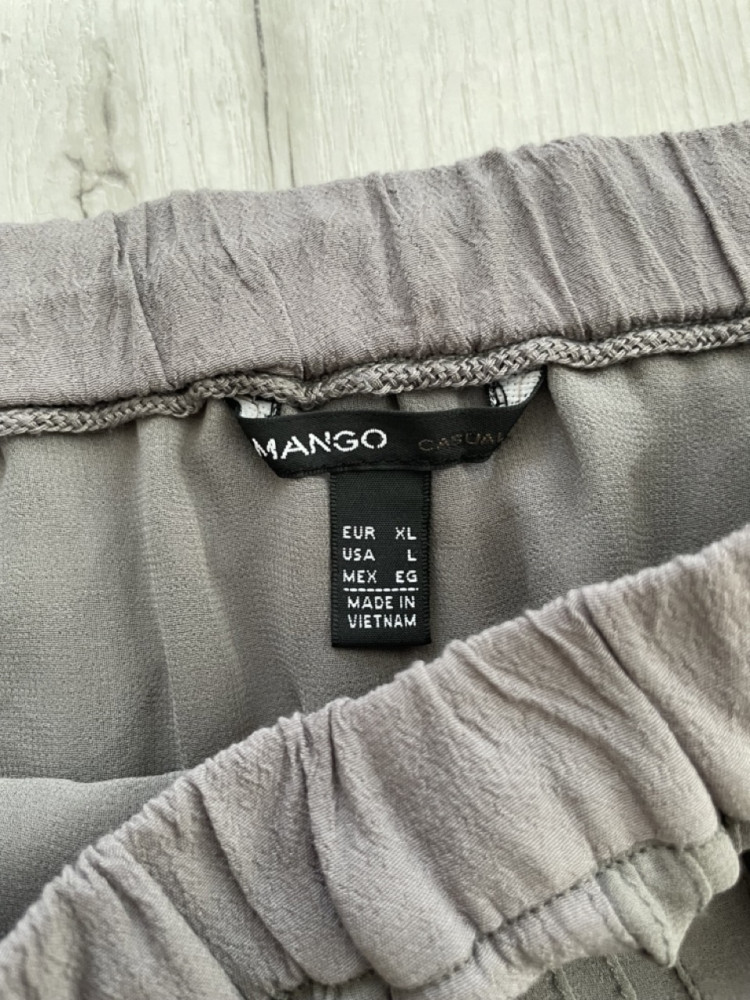 MANGO CASUAL
EUR XL
USA L
MEX EG
MADE IN
VIETNAM